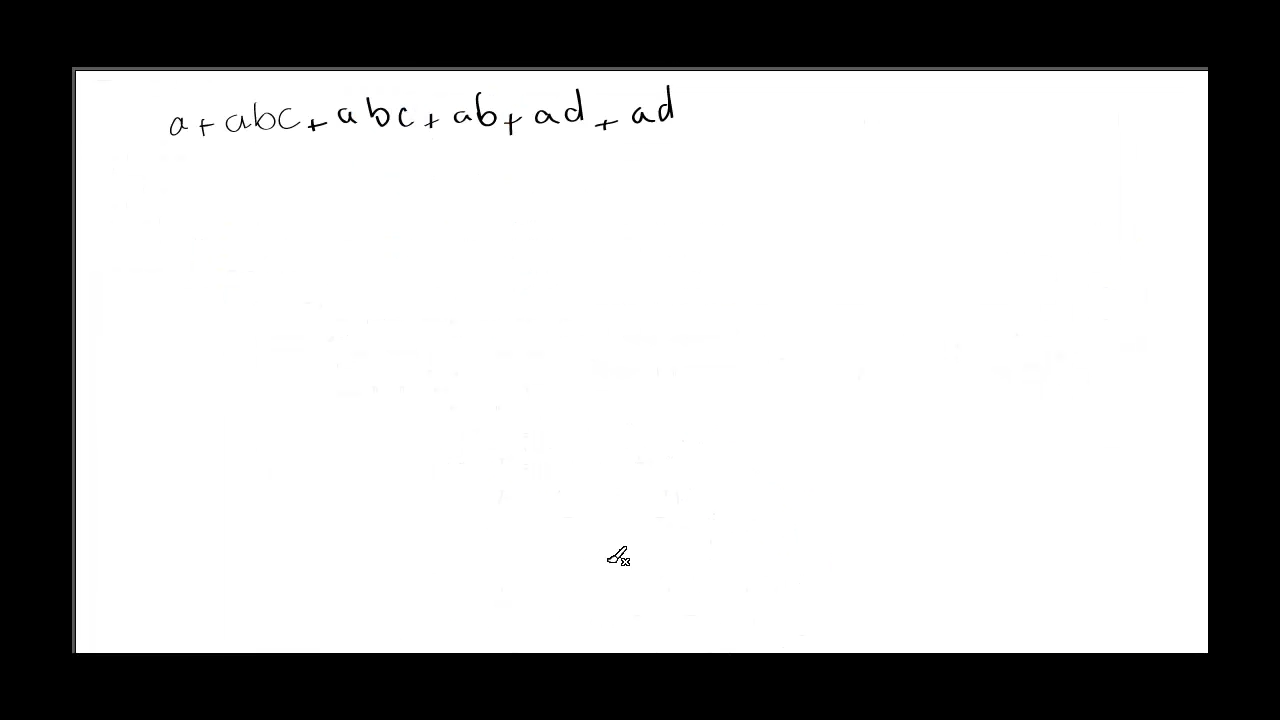 a + abc + abc + ab + ad + ad